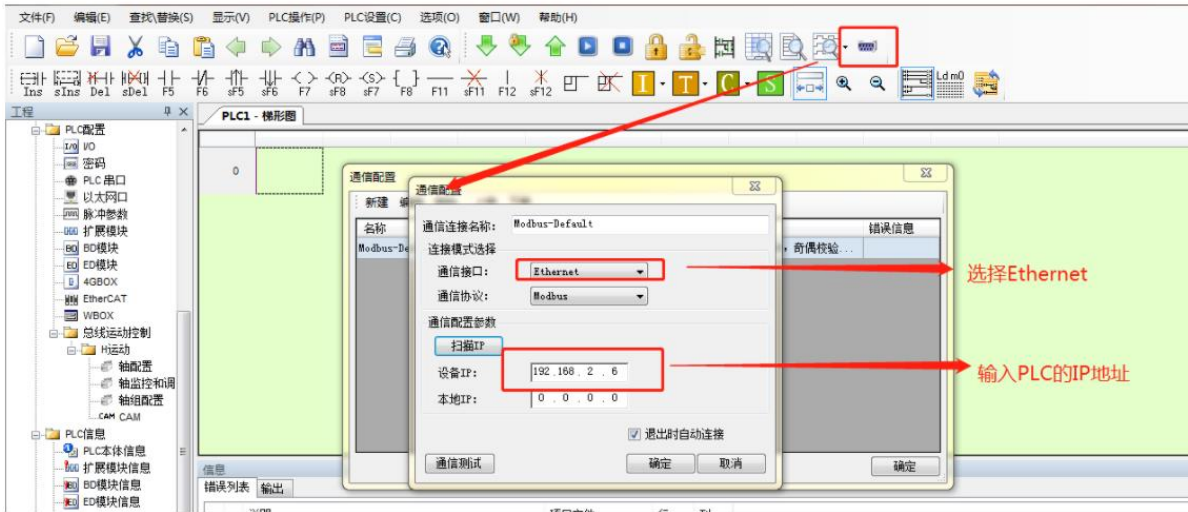 文件(F) 编辑(E) 查找\替换(S) 显示(V) PLC操作(P) PLC设置(C) 选项(O) 窗口(W) 帮助(H)
Ins sIns Del sDel F5 F6 sF5 sF6 F7 sF8 sF7 F8 F11 sF11 F12 sF12 I T C S Ld m0
工程
PLC1 - 梯形图
PLC配置
I/O
密码
PLC 串口
以太网口
脉冲参数
扩展模块
BD模块
ED模块
4GBOX
EtherCAT
WBOX
总线运动控制
H运动
轴配置
轴监控和调
轴组配置
CAM CAM
PLC信息
PLC本体信息
扩展模块信息
BD模块信息
ED模块信息
0
通信配置
新建
名称
错误信息
Modbus-De
, 奇偶校验...
确定
通信配置
通信连接名称: Modbus-Default
连接模式选择
通信接口: Ethernet
通信协议: Modbus
通信配置参数
扫描IP
设备IP: 192 .168 . 2 . 6
本地IP: 0 . 0 . 0 . 0
退出时自动连接
通信测试 确定 取消
选择Ethernet
输入PLC的IP地址
信息
错误列表 输出